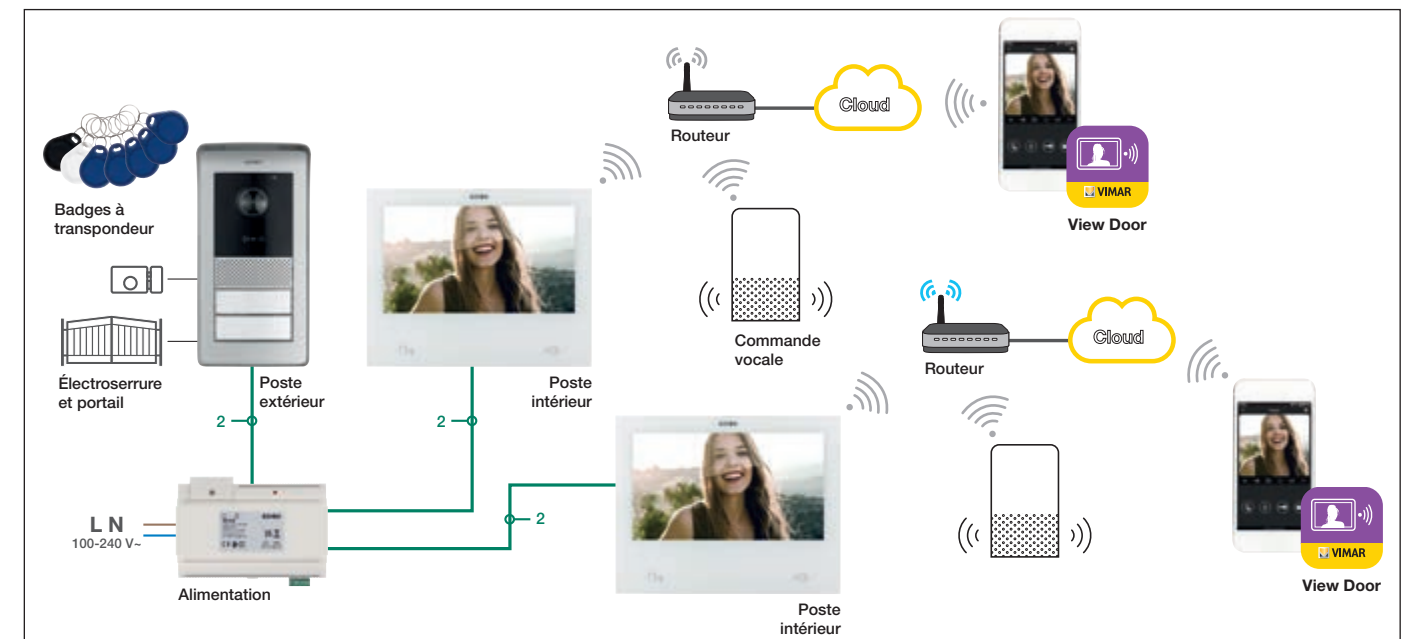 Routeur
Cloud
VIMAR
View Door
Badges à
transpondeur
Électroserrure
et portail
Poste
extérieur
Poste
intérieur
Commande
vocale
Routeur
Cloud
VIMAR
View Door
2
2
2
L N
100-240 V~
Alimentation
Poste
intérieur